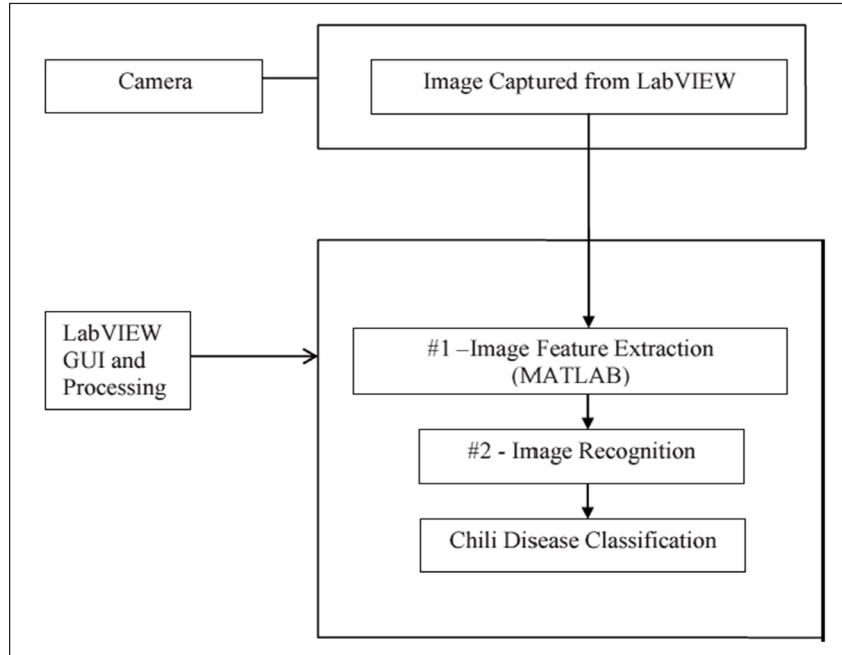 Camera
Image Captured from LabVIEW
LabVIEW
GUI and
Processing
#1 –Image Feature Extraction
(MATLAB)
#2 - Image Recognition
Chili Disease Classification